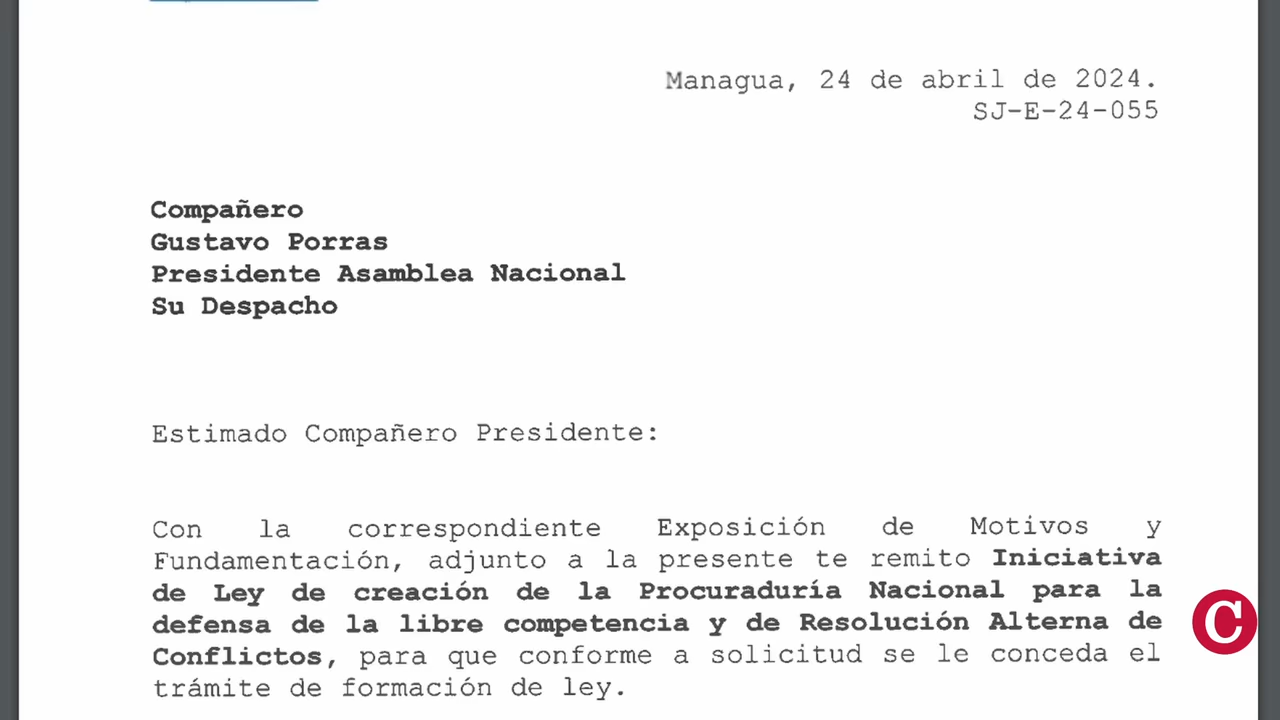 Managua, 24 de abril de 2024.
SJ-E-24-055
Compañero
Gustavo Porras
Presidente Asamblea Nacional
Su Despacho
Estimado Compañero Presidente:
Con la correspondiente Exposición de Motivos y
Fundamentación, adjunto a la presente te remito Iniciativa
de Ley de creación de la Procuraduría Nacional para la
defensa de la libre competencia y de Resolución Alterna de
Conflictos, para que conforme a solicitud se le conceda el
trámite de formación de ley.
C